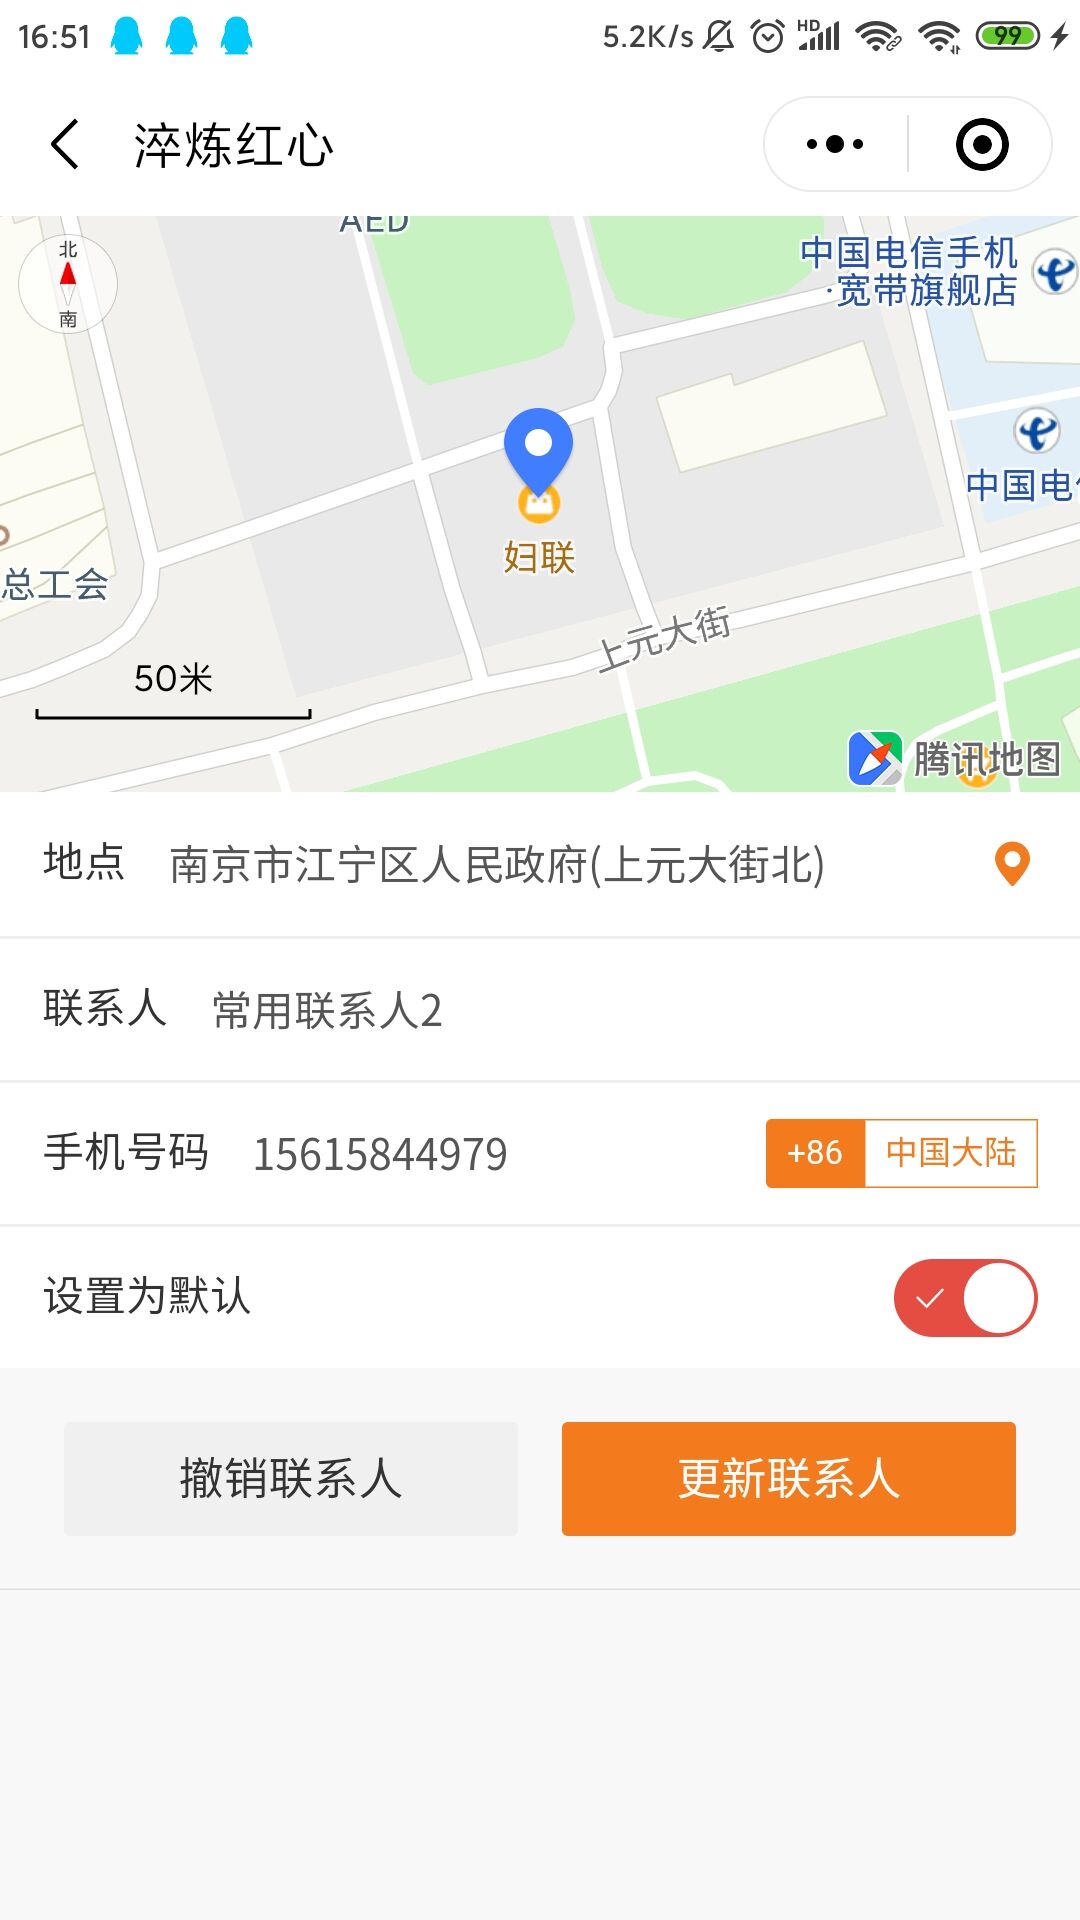 16:51
5.2K/s
HD
99
淬炼红心
AED
北
南
中国电信手机
·宽带旗舰店
中国电
妇联
总工会
上元大街
50米
腾讯地图
地点 南京市江宁区人民政府(上元大街北)
联系人 常用联系人2
手机号码 15615844979 +86 中国大陆
设置为默认
撤销联系人 更新联系人